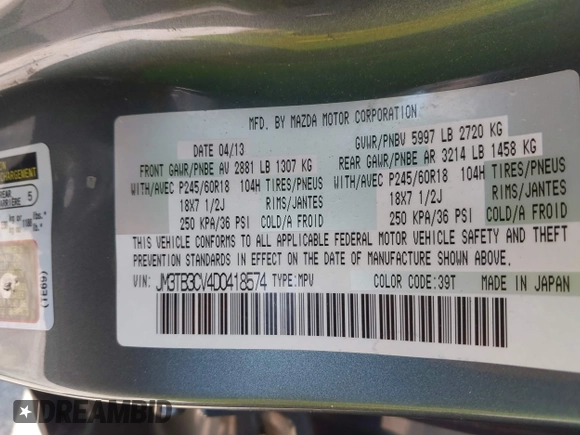 MFD. BY MAZDA MOTOR CORPORATION
DATE 04/13 GVWR/PNBV 5997 LB 2720 KG
FRONT GAWR/PNBE AV 2881 LB 1307 KG REAR GAWR/PNBE AR 3214 LB 1458 KG
WITH/AVEC P245/60R18 104H TIRES/PNEUS WITH/AVEC P245/60R18 104H TIRES/PNEUS
18X7 1/2J RIMS/JANTES 18X7 1/2J RIMS/JANTES
250 KPA/36 PSI COLD/A FROID 250 KPA/36 PSI COLD/A FROID
THIS VEHICLE CONFORMS TO ALL APPLICABLE FEDERAL MOTOR VEHICLE SAFETY AND THEFT
PREVENTION STANDARDS IN EFFECT ON THE DATE OF MANUFACTURE SHOWN ABOVE.
VIN: JM3TB3CV4D0418574 TYPE:MPV COLOR CODE:39T MADE IN JAPAN
CHARGEMENT
REAR
ARRIÈRE 5
(TE69)
DREAMBID